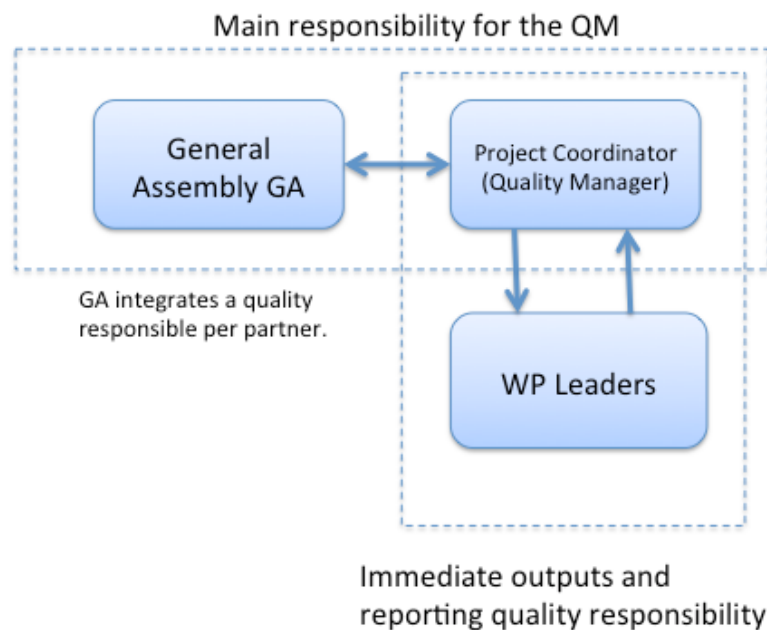 Main responsibility for the QM
General
Assembly GA
Project Coordinator
(Quality Manager)
GA integrates a quality
responsible per partner.
WP Leaders
Immediate outputs and
reporting quality responsibility